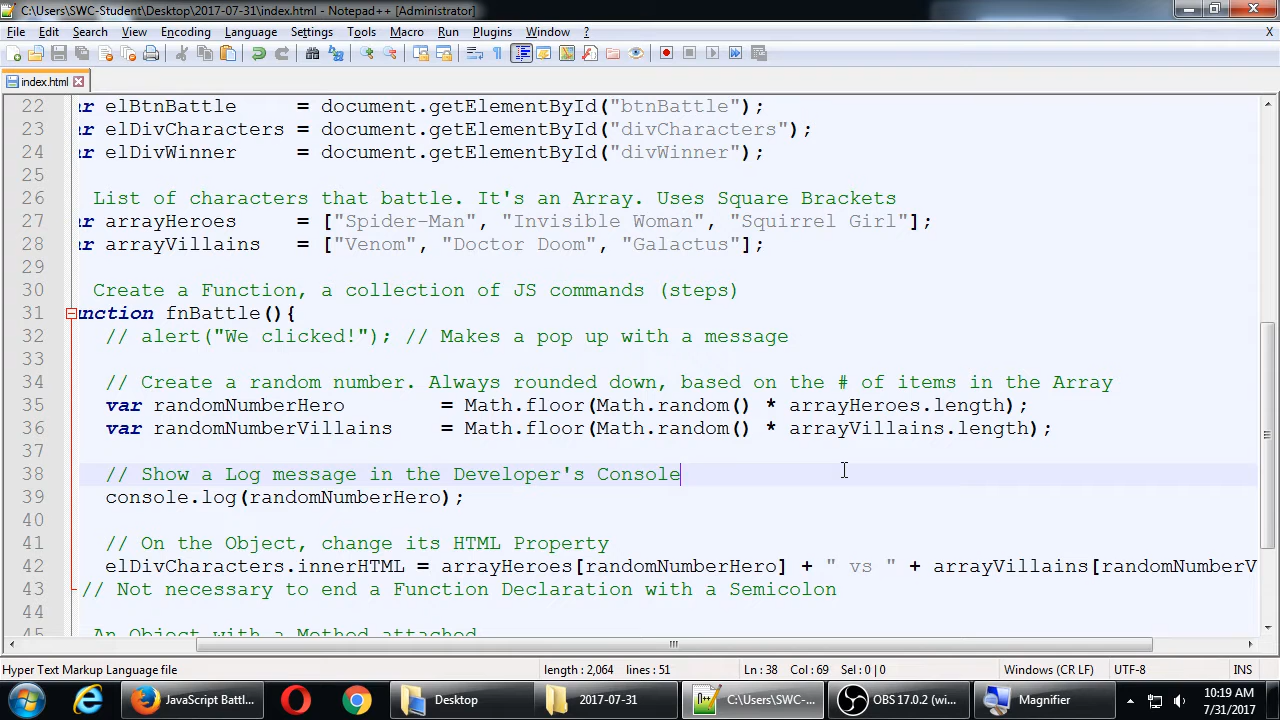 C:\Users\SWC-Student\Desktop\2017-07-31\index.html - Notepad++ [Administrator]
File Edit Search View Encoding Language Settings Tools Macro Run Plugins Window ? X
index.html
22 ar elBtnBattle = document.getElementById("btnBattle");
23 ar elDivCharacters = document.getElementById("divCharacters");
24 ar elDivWinner = document.getElementById("divWinner");
25
26 List of characters that battle. It's an Array. Uses Square Brackets
27 ar arrayHeroes = ["Spider-Man", "Invisible Woman", "Squirrel Girl"];
28 ar arrayVillains = ["Venom", "Doctor Doom", "Galactus"];
29
30 Create a Function, a collection of JS commands (steps)
31 unction fnBattle(){
32 // alert("We clicked!"); // Makes a pop up with a message
33
34 // Create a random number. Always rounded down, based on the # of items in the Array
35 var randomNumberHero = Math.floor(Math.random() * arrayHeroes.length);
36 var randomNumberVillains = Math.floor(Math.random() * arrayVillains.length);
37
38 // Show a Log message in the Developer's Console
39 console.log(randomNumberHero);
40
41 // On the Object, change its HTML Property
42 elDivCharacters.innerHTML = arrayHeroes[randomNumberHero] + " vs " + arrayVillains[randomNumberV
43 // Not necessary to end a Function Declaration with a Semicolon
44
45 An Object with a Method attached
Hyper Text Markup Language file length : 2,064 lines : 51 Ln : 38 Col : 69 Sel : 0 | 0 Windows (CR LF) UTF-8 INS
JavaScript Battl... Desktop 2017-07-31 C:\Users\SWC-... OBS 17.0.2 (wi... Magnifier 10:19 AM
7/31/2017